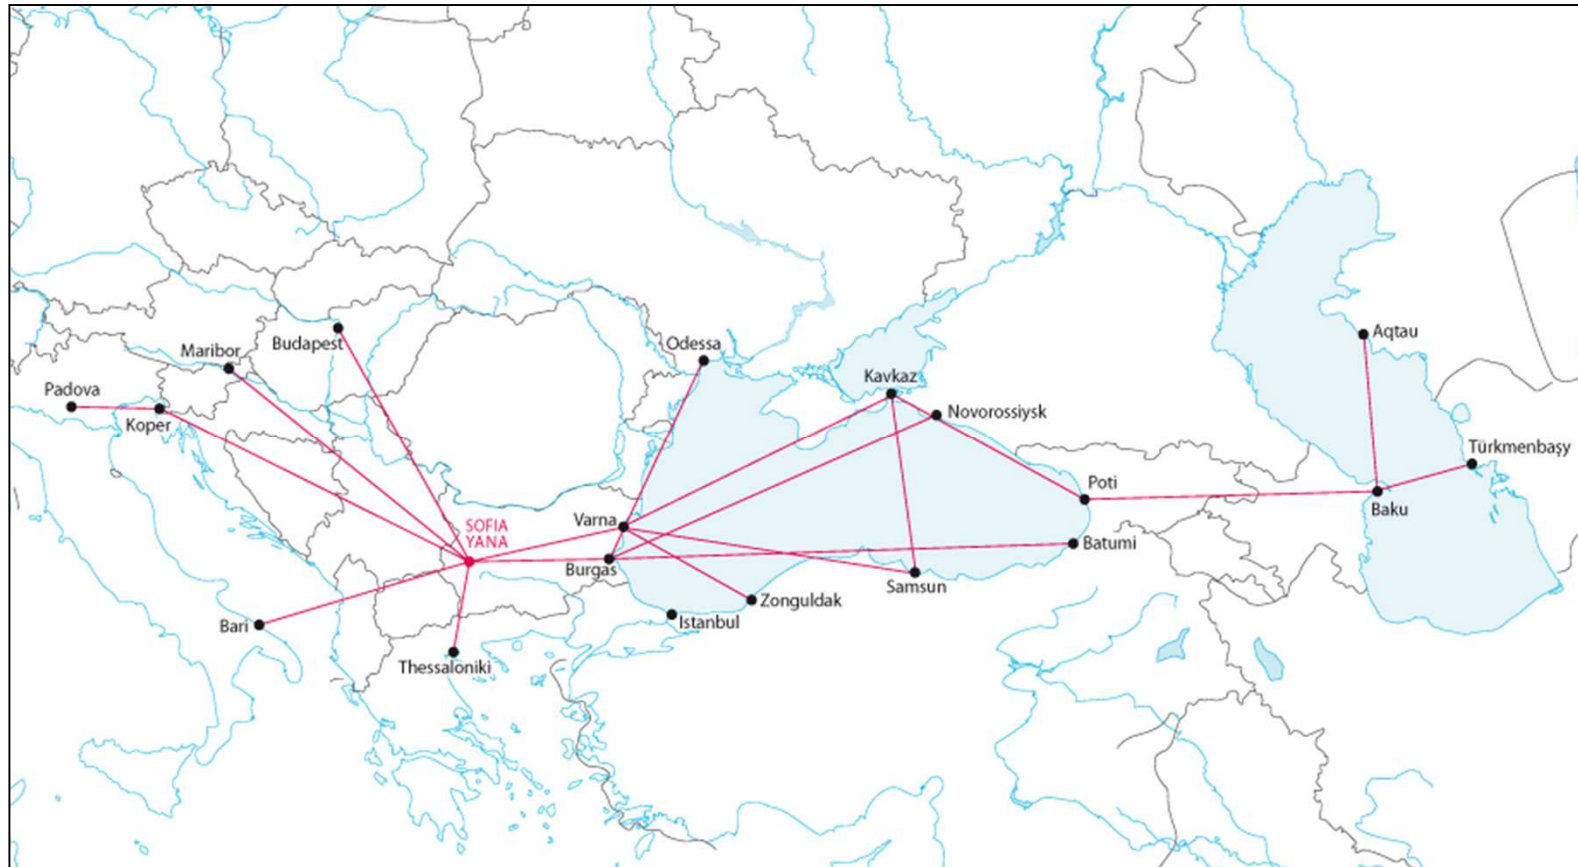 Aqtau
Odessa
Budapest
Maribor
Kavkaz
Padova
Novorossiysk
Koper
Türkmenbaşy
Poti
Baku
SOFIA
YANA
Varna
Batumi
Burgas
Samsun
Zonguldak
Istanbul
Bari
Thessaloniki